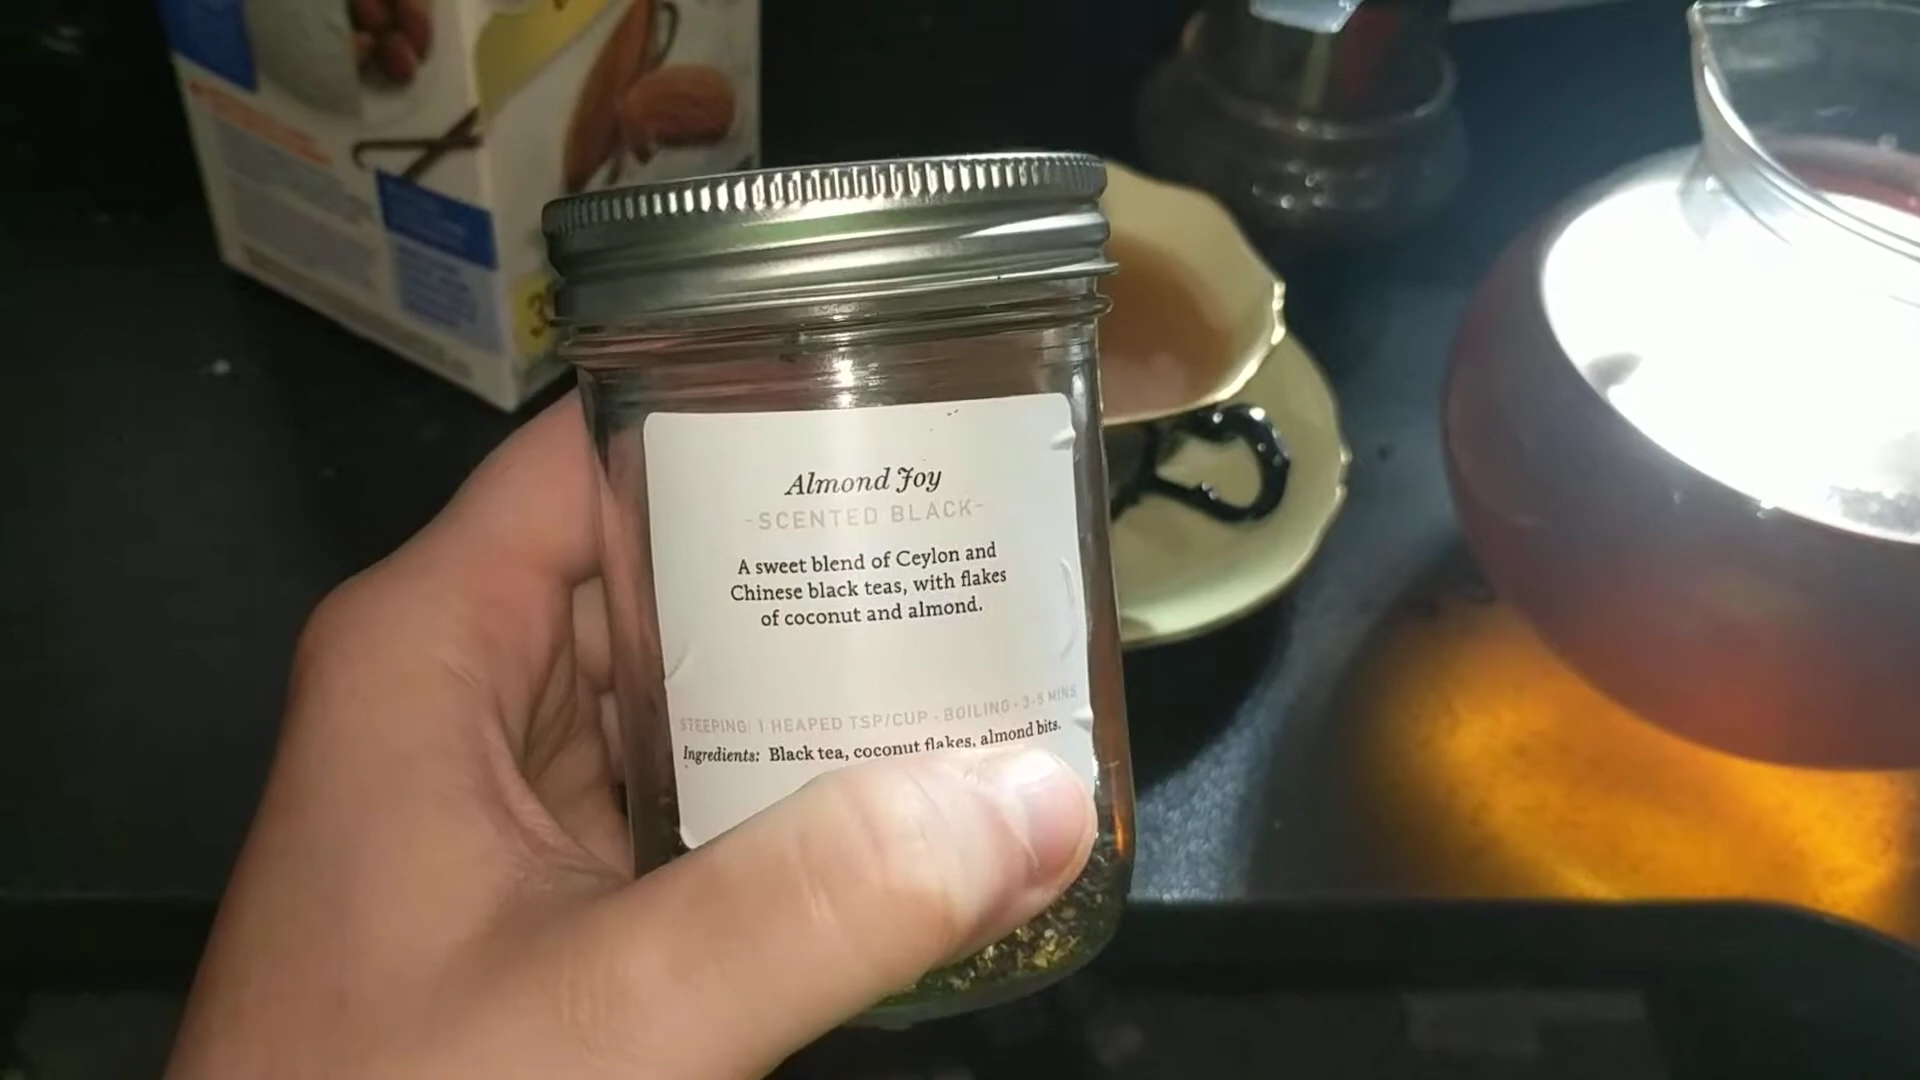 Almond Joy
-SCENTED BLACK-
A sweet blend of Ceylon and
Chinese black teas, with flakes
of coconut and almond.
STEEPING: 1 HEAPED TSP/CUP - BOILING - 3-5 MINS
Ingredients: Black tea, coconut flakes, almond bits.